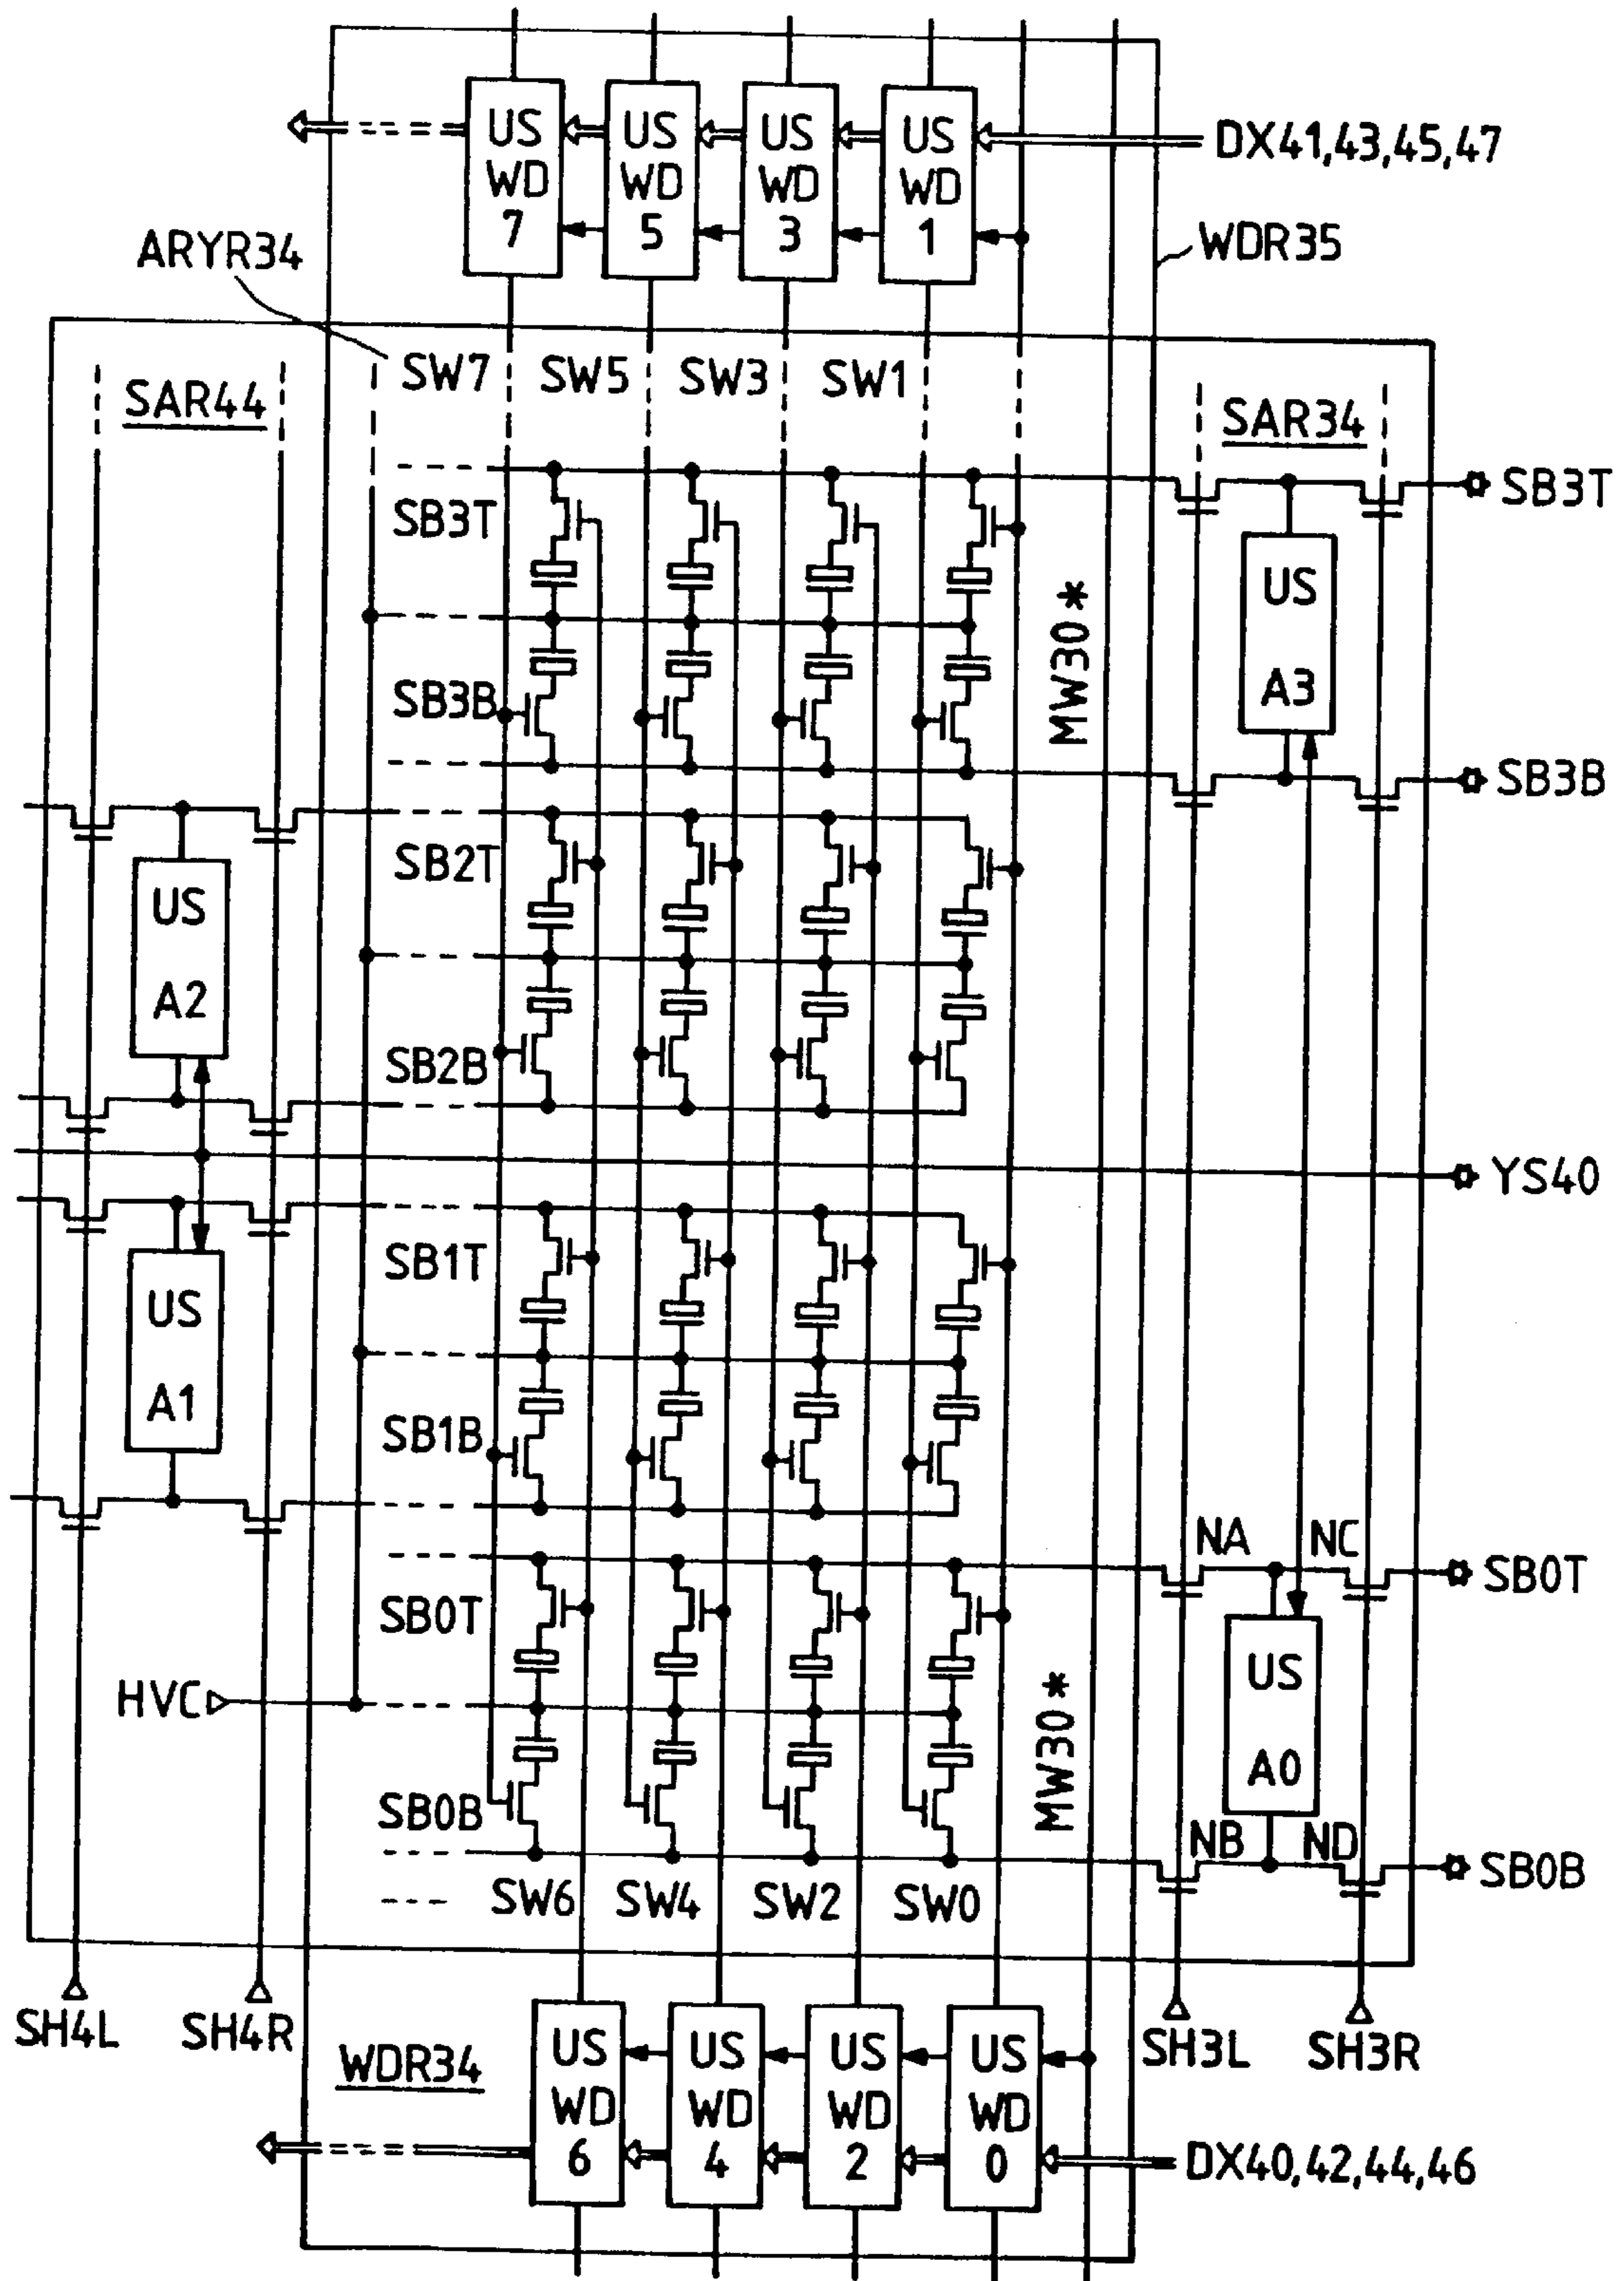 US WD 7
US WD 5
US WD 3
US WD 1
DX41,43,45,47
ARYR34
WDR35
SAR44
SW7
SW5
SW3
SW1
SAR34
SB3T
SB3T
US A3
MW30*
SB3B
SB3B
SB2T
US A2
SB2B
YS40
SB1T
US A1
SB1B
NA
NC
SB0T
SB0T
HVC
US A0
MW30*
SB0B
NB
ND
SB0B
SW6
SW4
SW2
SW0
SH4L
SH4R
SH3L
SH3R
WDR34
US WD 6
US WD 4
US WD 2
US WD 0
DX40,42,44,46